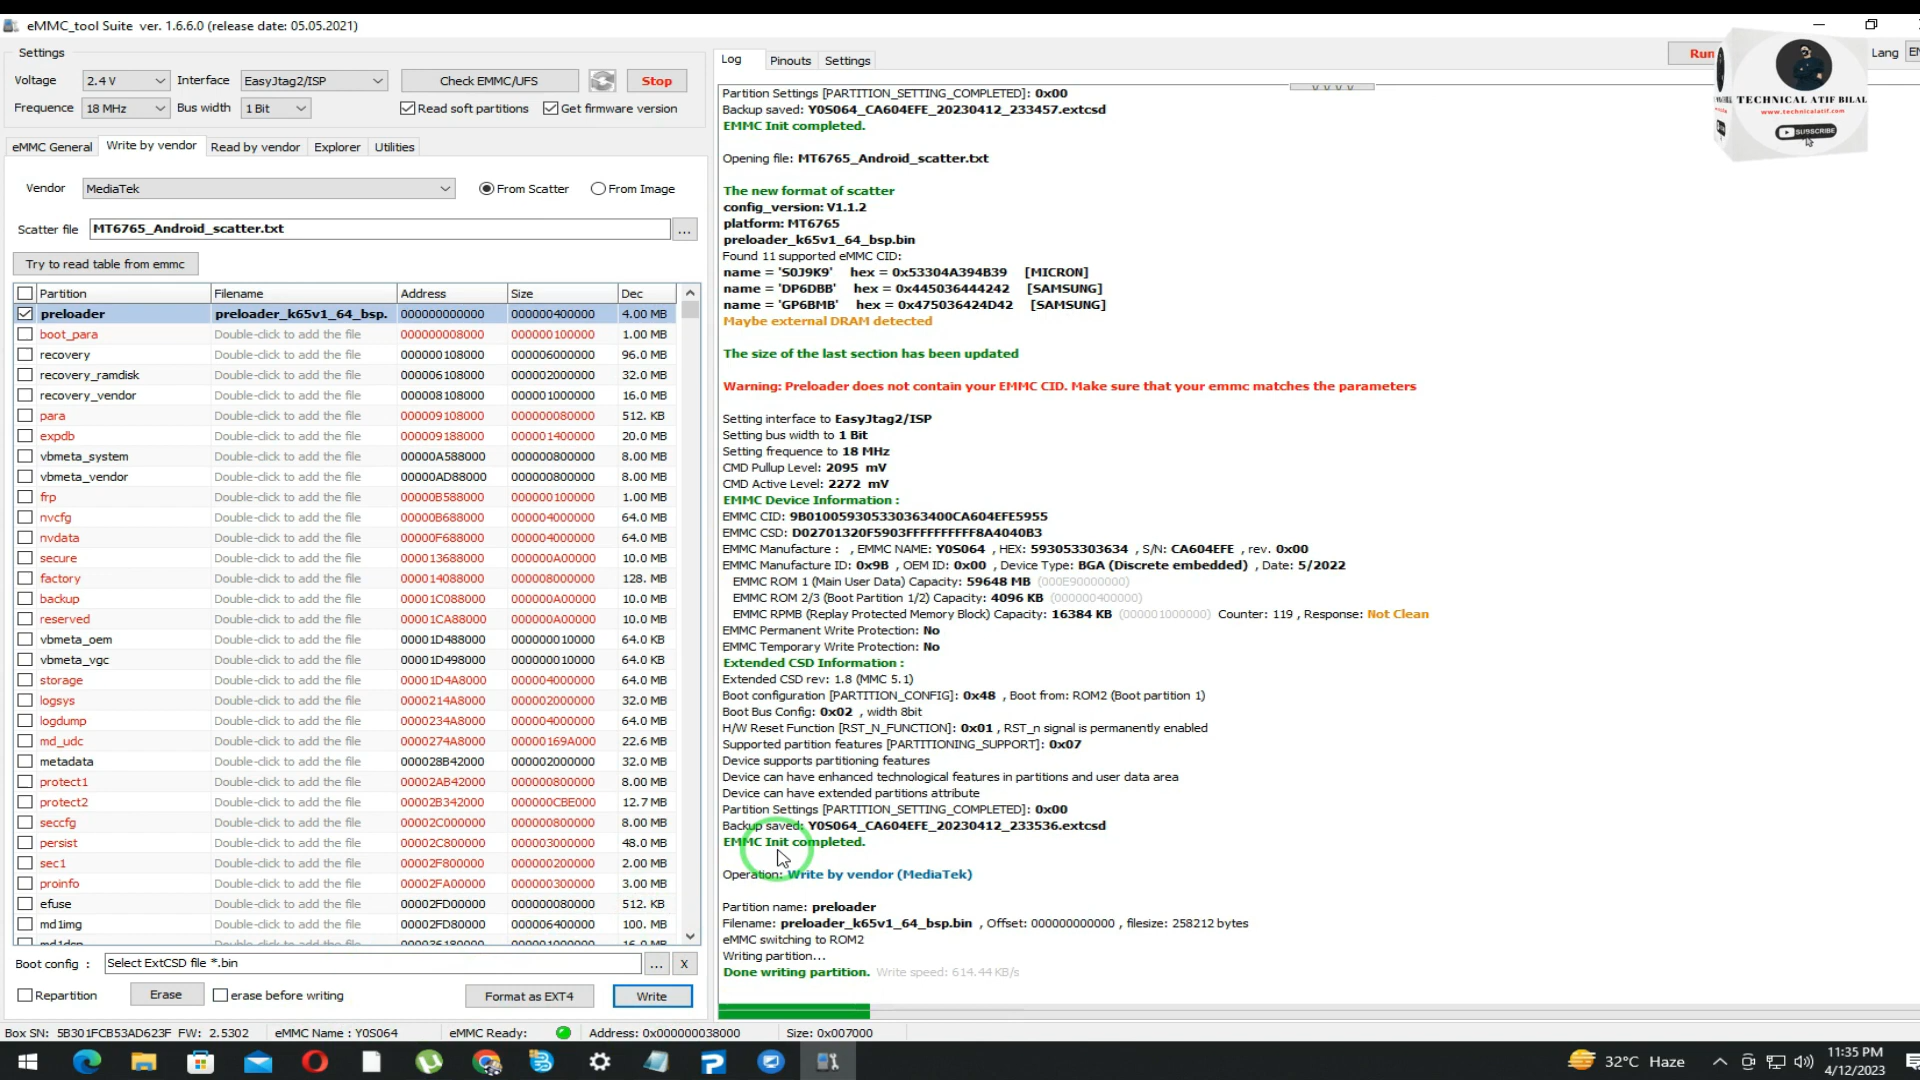 eMMC_tool Suite ver. 1.6.6.0 (release date: 05.05.2021)
Settings
Voltage 2.4 V Interface EasyJtag2/ISP Check EMMC/UFS Stop
Frequency 18 MHz Bus width 1 Bit Read soft partitions Get firmware version
eMMC General Write by vendor Read by vendor Explorer Utilities
Vendor MediaTek From Scatter From Image
Scatter file MT6765_Android_scatter.txt ...
Try to read table from emmc
Partition Filename Address Size Dec
preloader preloader_k65v1_64_bsp. 000000000000 000000400000 4.00 MB
boot_para Double-click to add the file 000000008000 000000100000 1.00 MB
recovery Double-click to add the file 000000108000 000006000000 96.0 MB
recovery_ramdisk Double-click to add the file 000006108000 000002000000 32.0 MB
recovery_vendor Double-click to add the file 000008108000 000001000000 16.0 MB
para Double-click to add the file 000009108000 000000080000 512. KB
expdb Double-click to add the file 000009188000 000001400000 20.0 MB
vbmeta_system Double-click to add the file 00000A588000 000000800000 8.00 MB
vbmeta_vendor Double-click to add the file 00000AD88000 000000800000 8.00 MB
frp Double-click to add the file 00000B588000 000000100000 1.00 MB
nvcfg Double-click to add the file 00000B688000 000004000000 64.0 MB
nvdata Double-click to add the file 00000F688000 000004000000 64.0 MB
secure Double-click to add the file 000013688000 000000A00000 10.0 MB
factory Double-click to add the file 000014088000 000008000000 128. MB
backup Double-click to add the file 00001C088000 000000A00000 10.0 MB
reserved Double-click to add the file 00001CA88000 000000A00000 10.0 MB
vbmeta_oem Double-click to add the file 00001D488000 000000010000 64.0 KB
vbmeta_vgc Double-click to add the file 00001D498000 000000010000 64.0 KB
storage Double-click to add the file 00001D4A8000 000004000000 64.0 MB
logsys Double-click to add the file 0000214A8000 000002000000 32.0 MB
logdump Double-click to add the file 0000234A8000 000004000000 64.0 MB
md_udc Double-click to add the file 0000274A8000 00000169A000 22.6 MB
metadata Double-click to add the file 000028B42000 000002000000 32.0 MB
protect1 Double-click to add the file 00002AB42000 000000800000 8.00 MB
protect2 Double-click to add the file 00002B342000 000000CBE000 12.7 MB
seccfg Double-click to add the file 00002C000000 000000800000 8.00 MB
persist Double-click to add the file 00002C800000 000003000000 48.0 MB
sec1 Double-click to add the file 00002F800000 000000200000 2.00 MB
proinfo Double-click to add the file 00002FA00000 000000300000 3.00 MB
efuse Double-click to add the file 00002FD00000 000000080000 512. KB
md1img Double-click to add the file 00002FD80000 000006400000 100. MB
md1dsp Double-click to add the file 000036180000 000001000000 16.0 MB
Boot config : Select ExtCSD file *.bin ... X
Repartition Erase erase before writing Format as EXT4 Write
Log Pinouts Settings
Run
Lang
TECHNICAL ATIF BILAL
www.technicalatif.com
SUBSCRIBE
Partition Settings [PARTITION_SETTING_COMPLETED]: 0x00
Backup saved: Y0S064_CA604EFE_20230412_233457.extcsd
EMMC Init completed.
Opening file: MT6765_Android_scatter.txt
The new format of scatter
config_version: V1.1.2
platform: MT6765
preloader_k65v1_64_bsp.bin
Found 11 supported eMMC CID:
name = 'S0J9K9' hex = 0x53304A394B39 [MICRON]
name = 'DP6DBB' hex = 0x445036444242 [SAMSUNG]
name = 'GP6BMB' hex = 0x475036424D42 [SAMSUNG]
Maybe external DRAM detected
The size of the last section has been updated
Warning: Preloader does not contain your EMMC CID. Make sure that your emmc matches the parameters
Setting interface to EasyJtag2/ISP
Setting bus width to 1 Bit
Setting frequency to 18 MHz
CMD Pullup Level: 2095 mV
CMD Active Level: 2272 mV
EMMC Device Information :
EMMC CID: 9B010059305330363400CA604EFE5955
EMMC CSD: D02701320F5903FFFFFFFFFF8A4040B3
EMMC Manufacture : , EMMC NAME: Y0S064 , HEX: 593053303634 , S/N: CA604EFE , rev. 0x00
EMMC Manufacture ID: 0x9B , OEM ID: 0x00 , Device Type: BGA (Discrete embedded) , Date: 5/2022
EMMC ROM 1 (Main User Data) Capacity: 59648 MB (000E90000000)
EMMC ROM 2/3 (Boot Partition 1/2) Capacity: 4096 KB (000000400000)
EMMC RPMB (Replay Protected Memory Block) Capacity: 16384 KB (000001000000) Counter: 119 , Response: Not Clean
EMMC Permanent Write Protection: No
EMMC Temporary Write Protection: No
Extended CSD Information :
Extended CSD rev: 1.8 (MMC 5.1)
Boot configuration [PARTITION_CONFIG]: 0x48 , Boot from: ROM2 (Boot partition 1)
Boot Bus Config: 0x02 , width 8bit
H/W Reset Function [RST_N_FUNCTION]: 0x01 , RST_n signal is permanently enabled
Supported partition features [PARTITIONING_SUPPORT]: 0x07
Device supports partitioning features
Device can have enhanced technological features in partitions and user data area
Device can have extended partitions attribute
Partition Settings [PARTITION_SETTING_COMPLETED]: 0x00
Backup saved: Y0S064_CA604EFE_20230412_233536.extcsd
EMMC Init completed.
Operation: Write by vendor (MediaTek)
Partition name: preloader
Filename: preloader_k65v1_64_bsp.bin , Offset: 000000000000 , filesize: 258212 bytes
eMMC switching to ROM2
Writing partition...
Done writing partition. Write speed: 614.44 KB/s
Box SN: 5B301FCB53AD623F FW: 2.5302 eMMC Name : Y0S064 eMMC Ready: Address: 0x000000038000 Size: 0x007000
32°C Haze
11:35 PM
4/12/2023